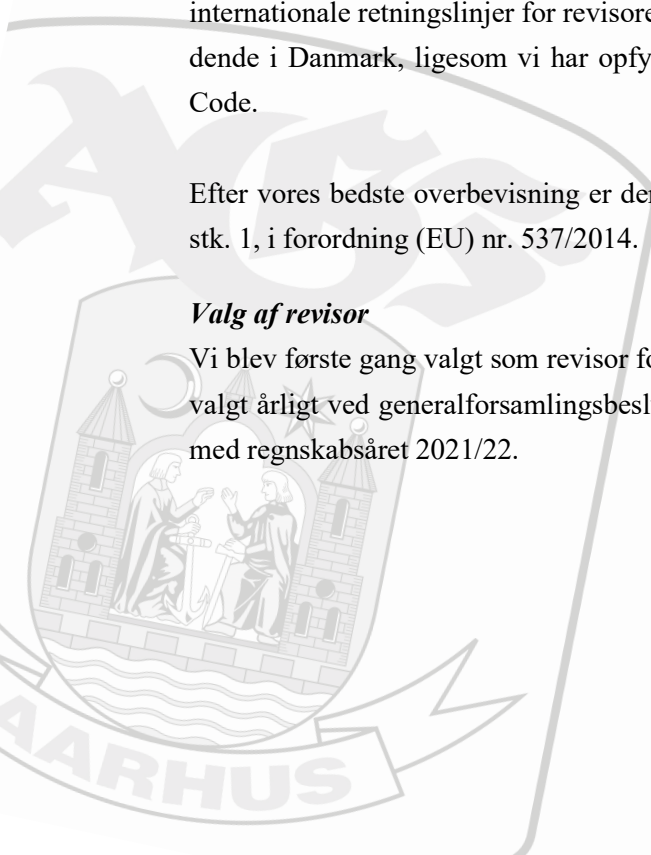 AGF
internationale retningslinjer for revisore
dende i Danmark, ligesom vi har opfy
Code.
Efter vores bedste overbevisning er der
stk. 1, i forordning (EU) nr. 537/2014.
Valg af revisor
Vi blev første gang valgt som revisor fo
valgt årligt ved generalforsamlingsbeslu
med regnskabsåret 2021/22.
AARHUS